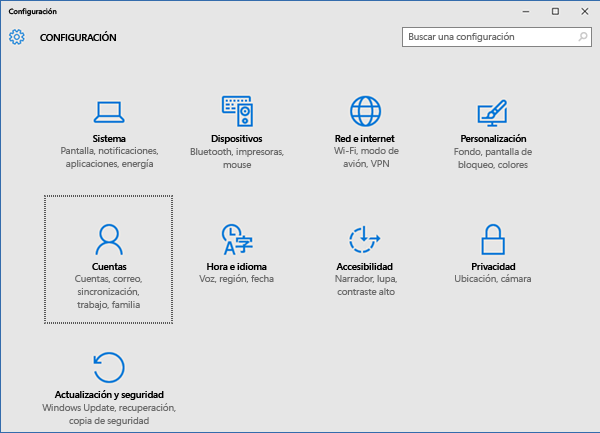 Configuración
CONFIGURACIÓN
Buscar una configuración
Sistema
Pantalla, notificaciones,
aplicaciones, energía
Dispositivos
Bluetooth, impresoras,
mouse
Red e internet
Wi-Fi, modo de
avión, VPN
Personalización
Fondo, pantalla de
bloqueo, colores
Cuentas
Cuentas, correo,
sincronización,
trabajo, familia
A字
Hora e idioma
Voz, región, fecha
Accesibilidad
Narrador, lupa,
contraste alto
Privacidad
Ubicación, cámara
Actualización y seguridad
Windows Update, recuperación,
copia de seguridad